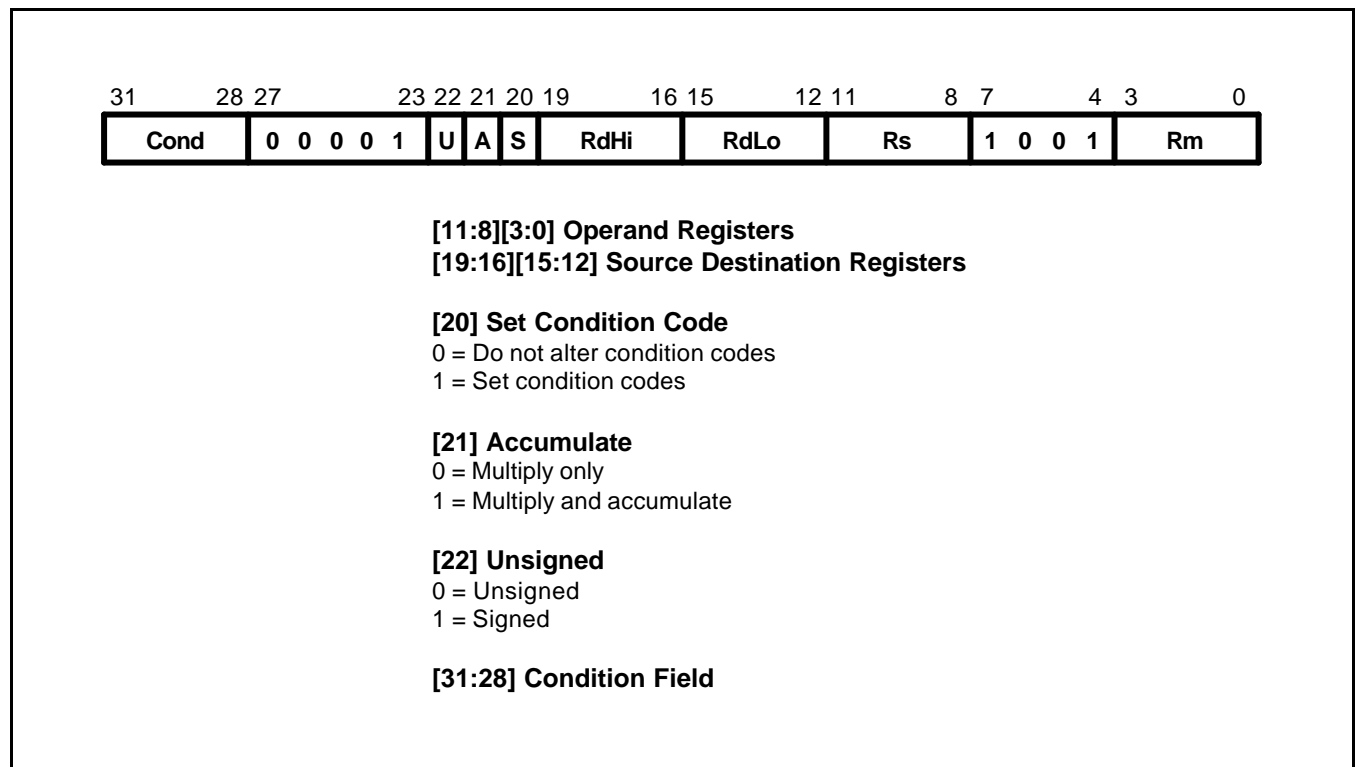 31 28 27 23 22 21 20 19 16 15 12 11 8 7 4 3 0
Cond 0 0 0 0 1 U A S RdHi RdLo Rs 1 0 0 1 Rm
[11:8][3:0] Operand Registers
[19:16][15:12] Source Destination Registers
[20] Set Condition Code
0 = Do not alter condition codes
1 = Set condition codes
[21] Accumulate
0 = Multiply only
1 = Multiply and accumulate
[22] Unsigned
0 = Unsigned
1 = Signed
[31:28] Condition Field